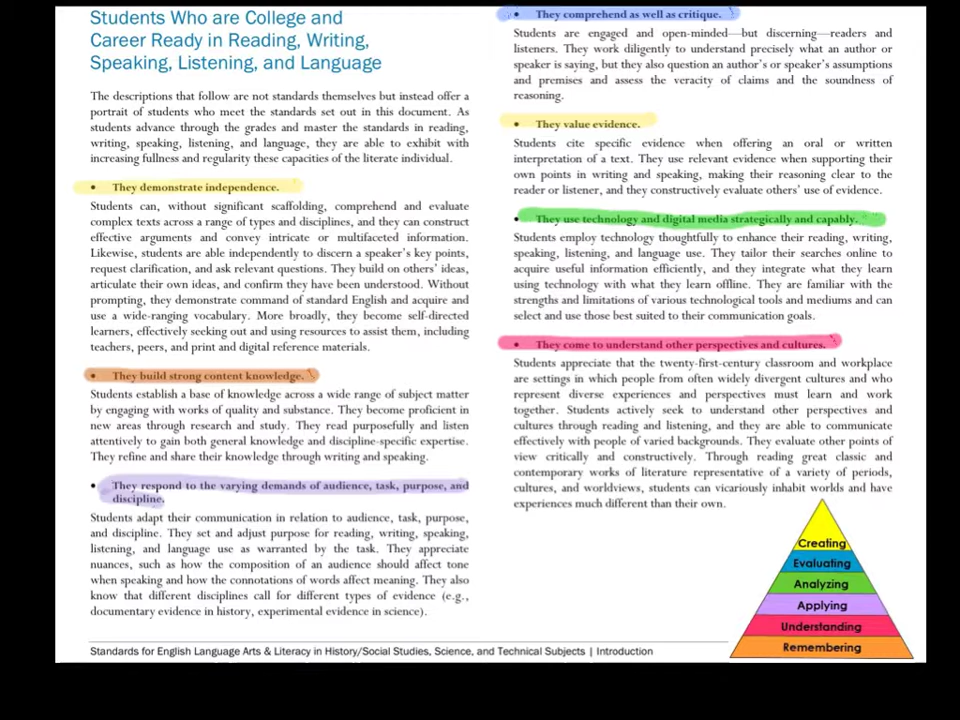 Students Who are College and
Career Ready in Reading, Writing,
Speaking, Listening, and Language
The descriptions that follow are not standards themselves but instead offer a
portrait of students who meet the standards set out in this document. As
students advance through the grades and master the standards in reading,
writing, speaking, listening, and language, they are able to exhibit with
increasing fullness and regularity these capacities of the literate individual.
• They demonstrate independence.
Students can, without significant scaffolding, comprehend and evaluate
complex texts across a range of types and disciplines, and they can construct
effective arguments and convey intricate or multifaceted information.
Likewise, students are able independently to discern a speaker's key points,
request clarification, and ask relevant questions. They build on others' ideas,
articulate their own ideas, and confirm they have been understood. Without
prompting, they demonstrate command of standard English and acquire and
use a wide-ranging vocabulary. More broadly, they become self-directed
learners, effectively seeking out and using resources to assist them, including
teachers, peers, and print and digital reference materials.
• They build strong content knowledge.
Students establish a base of knowledge across a wide range of subject matter
by engaging with works of quality and substance. They become proficient in
new areas through research and study. They read purposefully and listen
attentively to gain both general knowledge and discipline-specific expertise.
They refine and share their knowledge through writing and speaking.
• They respond to the varying demands of audience, task, purpose, and
discipline.
Students adapt their communication in relation to audience, task, purpose,
and discipline. They set and adjust purpose for reading, writing, speaking,
listening, and language use as warranted by the task. They appreciate
nuances, such as how the composition of an audience should affect tone
when speaking and how the connotations of words affect meaning. They also
know that different disciplines call for different types of evidence (e.g.,
documentary evidence in history, experimental evidence in science).
• They comprehend as well as critique.
Students are engaged and open-minded—but discerning—readers and
listeners. They work diligently to understand precisely what an author or
speaker is saying, but they also question an author's or speaker's assumptions
and premises and assess the veracity of claims and the soundness of
reasoning.
• They value evidence.
Students cite specific evidence when offering an oral or written
interpretation of a text. They use relevant evidence when supporting their
own points in writing and speaking, making their reasoning clear to the
reader or listener, and they constructively evaluate others' use of evidence.
• They use technology and digital media strategically and capably.
Students employ technology thoughtfully to enhance their reading, writing,
speaking, listening, and language use. They tailor their searches online to
acquire useful information efficiently, and they integrate what they learn
using technology with what they learn offline. They are familiar with the
strengths and limitations of various technological tools and mediums and can
select and use those best suited to their communication goals.
• They come to understand other perspectives and cultures.
Students appreciate that the twenty-first-century classroom and workplace
are settings in which people from often widely divergent cultures and who
represent diverse experiences and perspectives must learn and work
together. Students actively seek to understand other perspectives and
cultures through reading and listening, and they are able to communicate
effectively with people of varied backgrounds. They evaluate other points of
view critically and constructively. Through reading great classic and
contemporary works of literature representative of a variety of periods,
cultures, and worldviews, students can vicariously inhabit worlds and have
experiences much different than their own.
Creating
Evaluating
Analyzing
Applying
Understanding
Remembering
Standards for English Language Arts & Literacy in History/Social Studies, Science, and Technical Subjects | Introduction